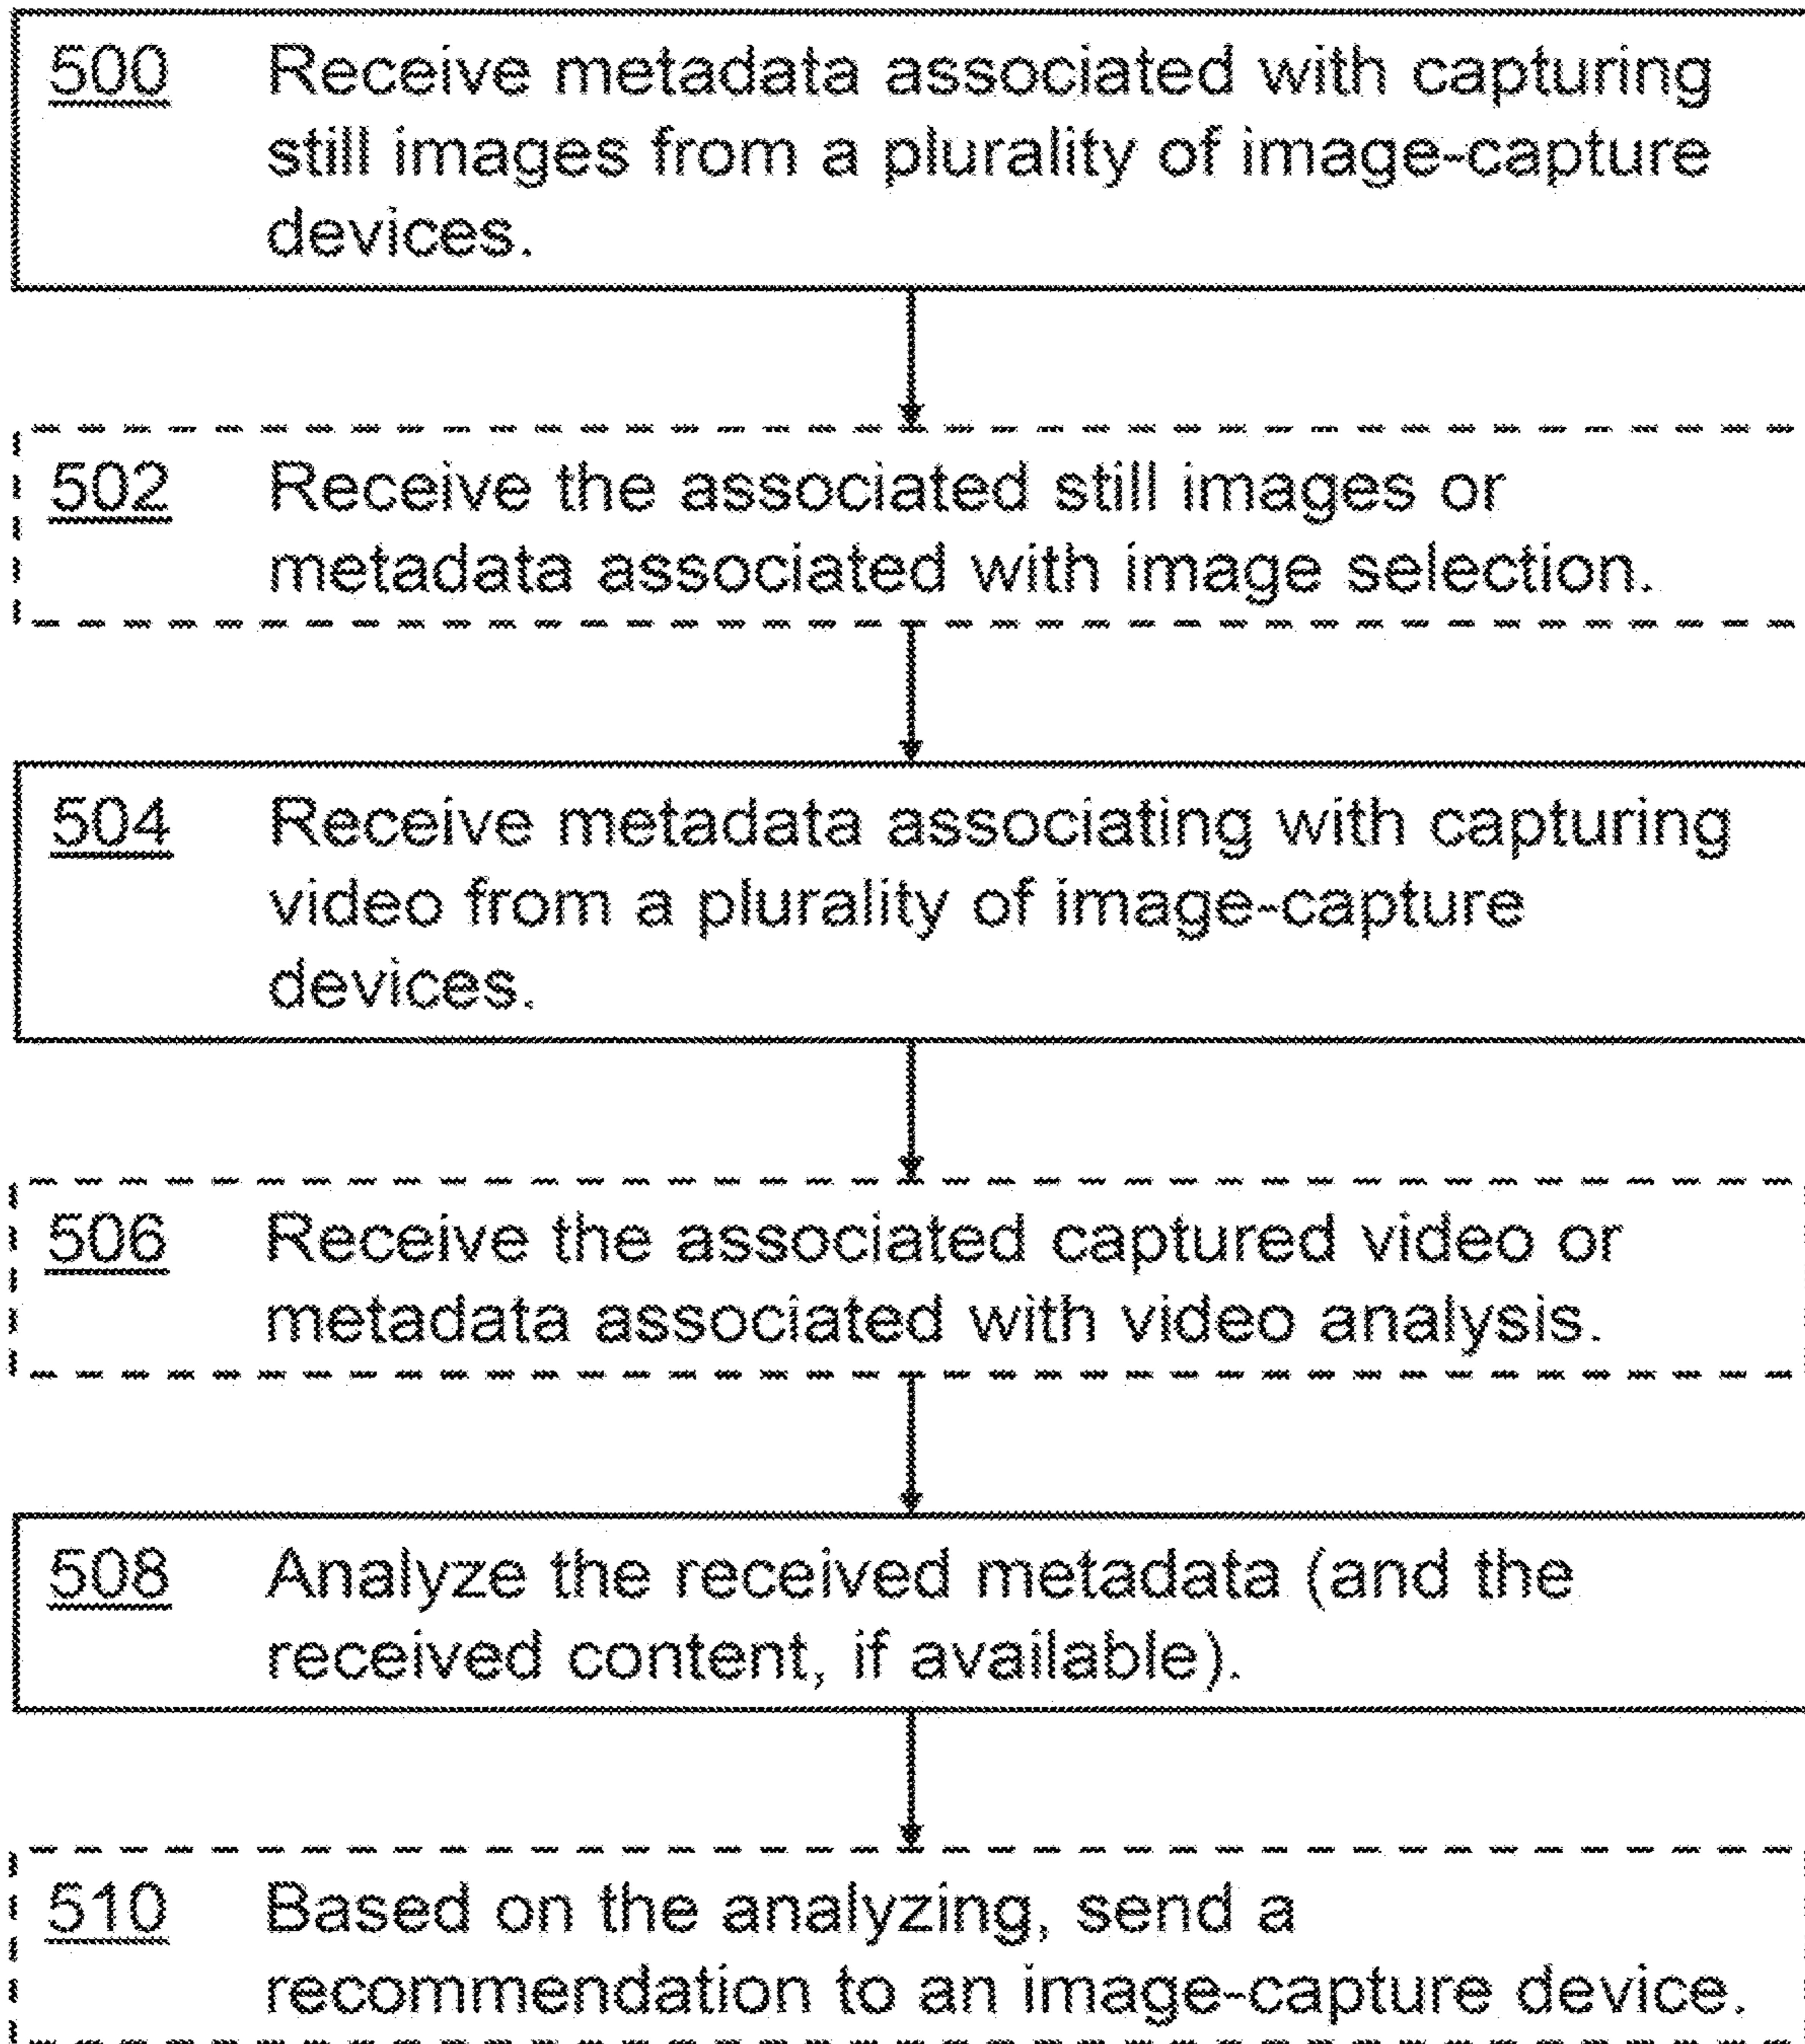 500 Receive metadata associated with capturing
still images from a plurality of image-capture
devices.
502 Receive the associated still images or
metadata associated with image selection.
504 Receive metadata associating with capturing
video from a plurality of image-capture
devices.
506 Receive the associated captured video or
metadata associated with video analysis.
508 Analyze the received metadata (and the
received content, if available).
510 Based on the analyzing, send a
recommendation to an image-capture device.